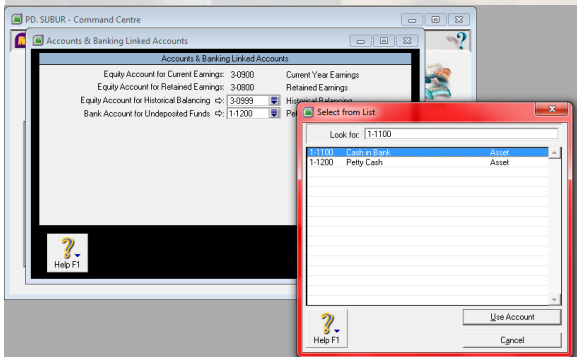 PD. SUBUR - Command Centre
Accounts & Banking Linked Accounts
Accounts & Banking Linked Accounts
Equity Account for Current Earnings: 3-0900 Current Year Earnings
Equity Account for Retained Earnings: 3-0800 Retained Earnings
Equity Account for Historical Balancing 3-0999 Historical Balancing
Bank Account for Undeposited Funds 1-1200
Help F1
Select from List
Look for: 1-1100
1-1100 Cash in Bank Asset
1-1200 Petty Cash Asset
Help F1
Use Account
Cancel